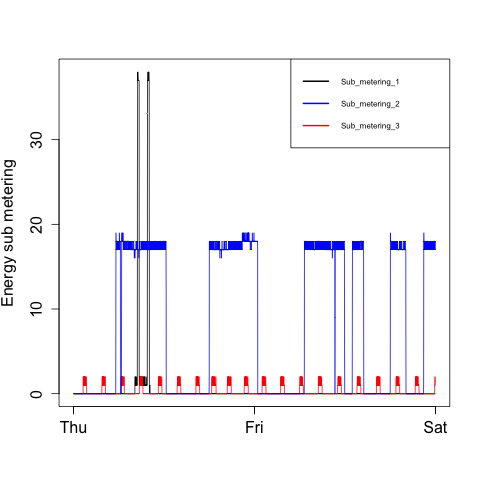 Sub_metering_1
Sub_metering_2
Sub_metering_3
Energy sub metering
30
20
10
0
Thu
Fri
Sat